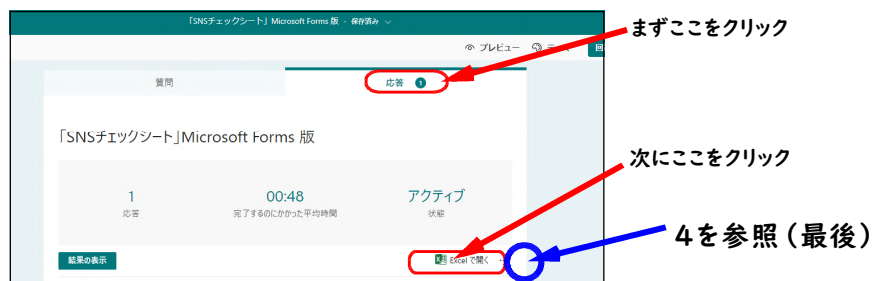 「SNSチェックシート」Microsoft Forms 版 - 保存済み
プレビュー
まずここをクリック
質問
応答 1
「SNSチェックシート」Microsoft Forms 版
次にここをクリック
1
応答
00:48
完了するのにかかった平均時間
アクティブ
状態
4を参照（最後）
結果の表示
Excel で開く